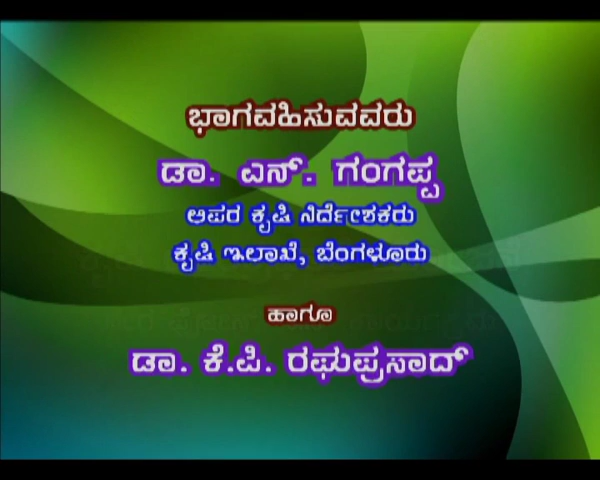 ಭಾಗವಹಿಸುವವರು
ಡಾ. ಎನ್. ಗಂಗಪ್ಪ
ಅಪರ ಕೃಷಿ ನಿರ್ದೇಶಕರು
ಕೃಷಿ ಇಲಾಖೆ, ಬೆಂಗಳೂರು
ಹಾಗೂ
ಡಾ. ಕೆ.ಪಿ. ರಘುಪ್ರಸಾದ್